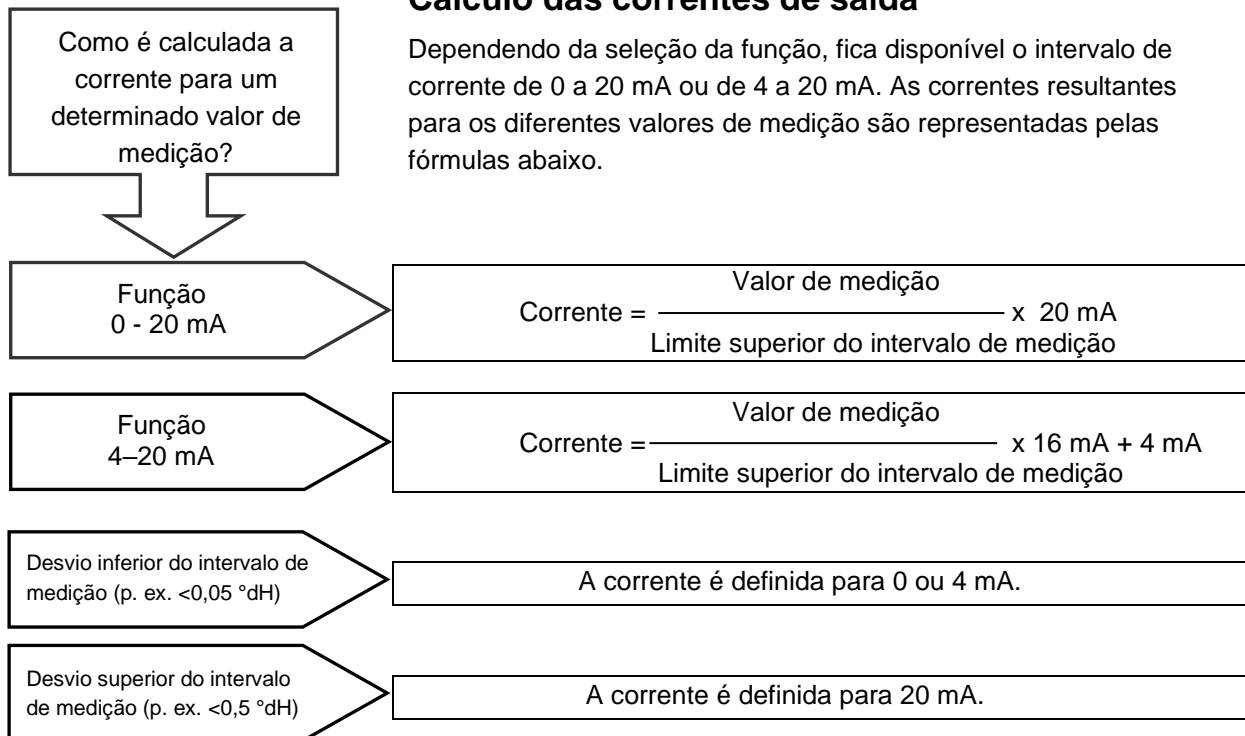 Cálculo das correntes de saída
Como é calculada a
corrente para um
determinado valor de
medição?
Dependendo da seleção da função, fica disponível o intervalo de
corrente de 0 a 20 mA ou de 4 a 20 mA. As correntes resultantes
para os diferentes valores de medição são representadas pelas
fórmulas abaixo.
Função
0 - 20 mA
Valor de medição
Corrente = x 20 mA
Limite superior do intervalo de medição
Função
4–20 mA
Valor de medição
Corrente = x 16 mA + 4 mA
Limite superior do intervalo de medição
Desvio inferior do intervalo de
medição (p. ex. <0,05 °dH)
A corrente é definida para 0 ou 4 mA.
Desvio superior do intervalo
de medição (p. ex. <0,5 °dH)
A corrente é definida para 20 mA.